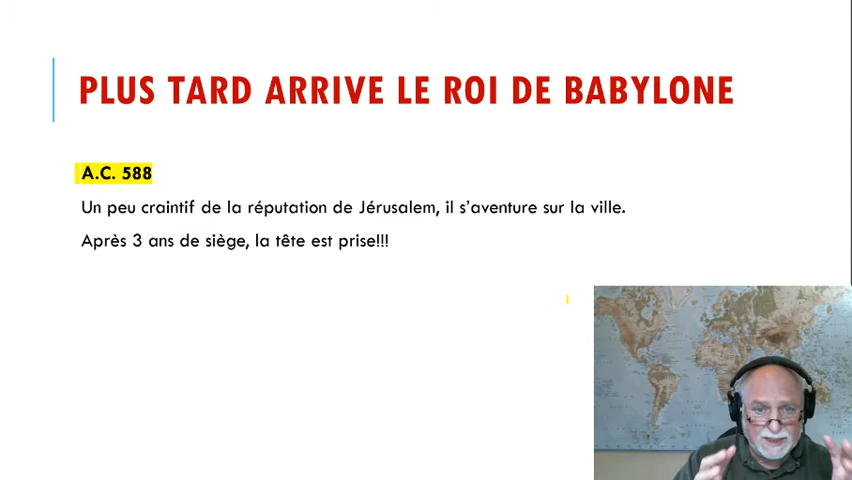 PLUS TARD ARRIVE LE ROI DE BABYLONE
A.C. 588
Un peu craintif de la réputation de Jérusalem, il s'aventure sur la ville.
Après 3 ans de siège, la tête est prise!!!